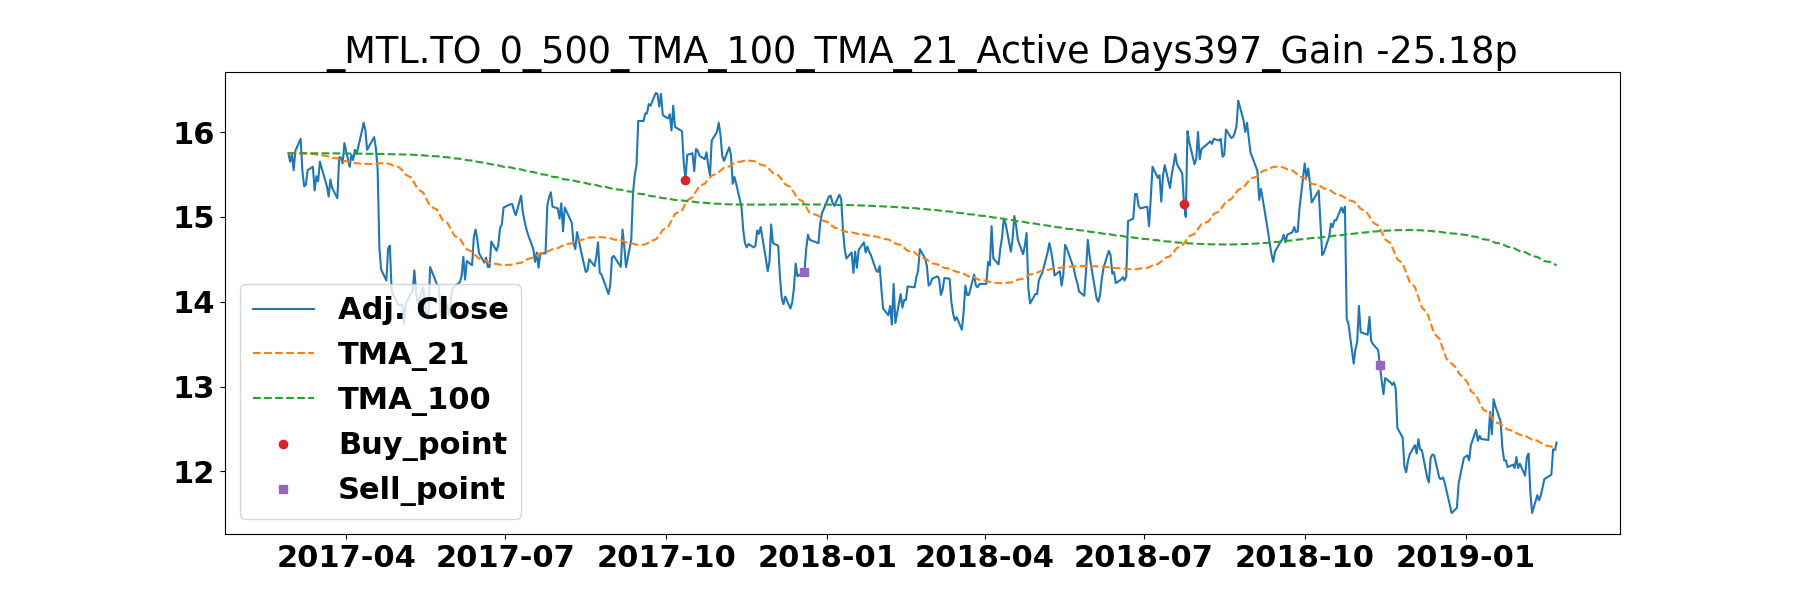 _MTL.TO_0_500_TMA_100_TMA_21_Active Days397_Gain -25.18p
16
15
14
13
12
Adj. Close
TMA_21
TMA_100
Buy_point
Sell_point
2017-04 2017-07 2017-10 2018-01 2018-04 2018-07 2018-10 2019-01